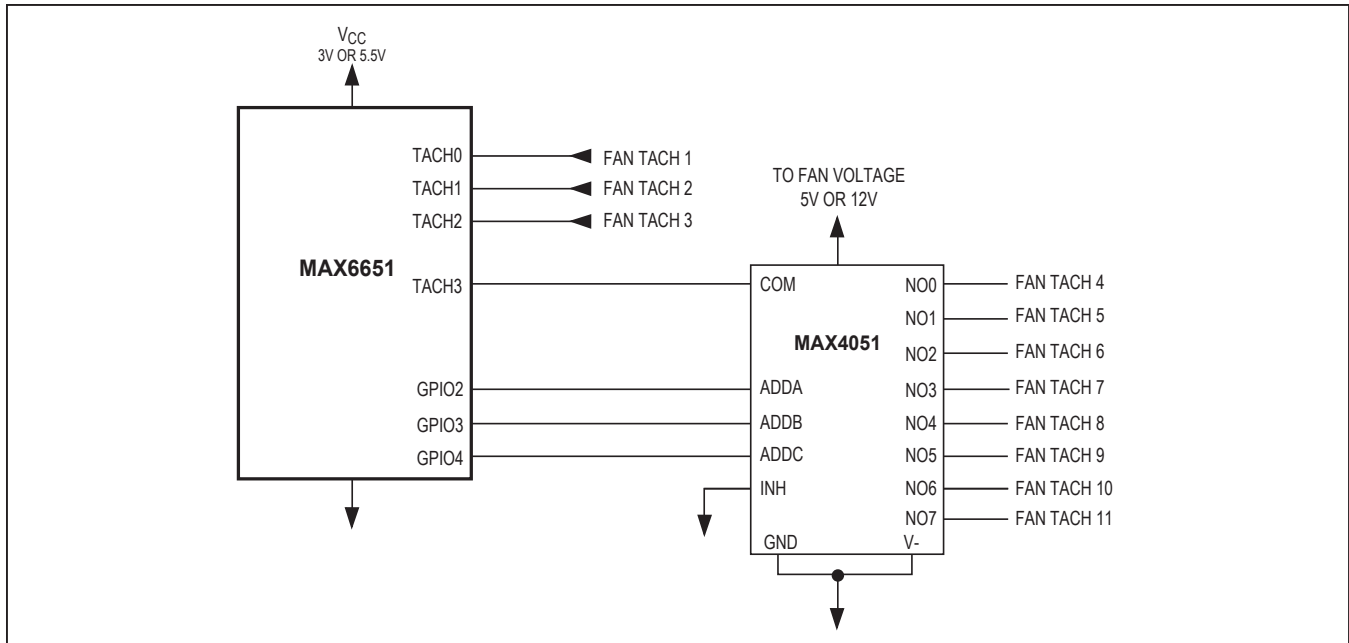 VCC
3V OR 5.5V
MAX6651
TACH0
TACH1
TACH2
TACH3
GPIO2
GPIO3
GPIO4
FAN TACH 1
FAN TACH 2
FAN TACH 3
TO FAN VOLTAGE
5V OR 12V
MAX4051
COM
ADDA
ADDB
ADDC
INH
GND
V-
NO0
NO1
NO2
NO3
NO4
NO5
NO6
NO7
FAN TACH 4
FAN TACH 5
FAN TACH 6
FAN TACH 7
FAN TACH 8
FAN TACH 9
FAN TACH 10
FAN TACH 11